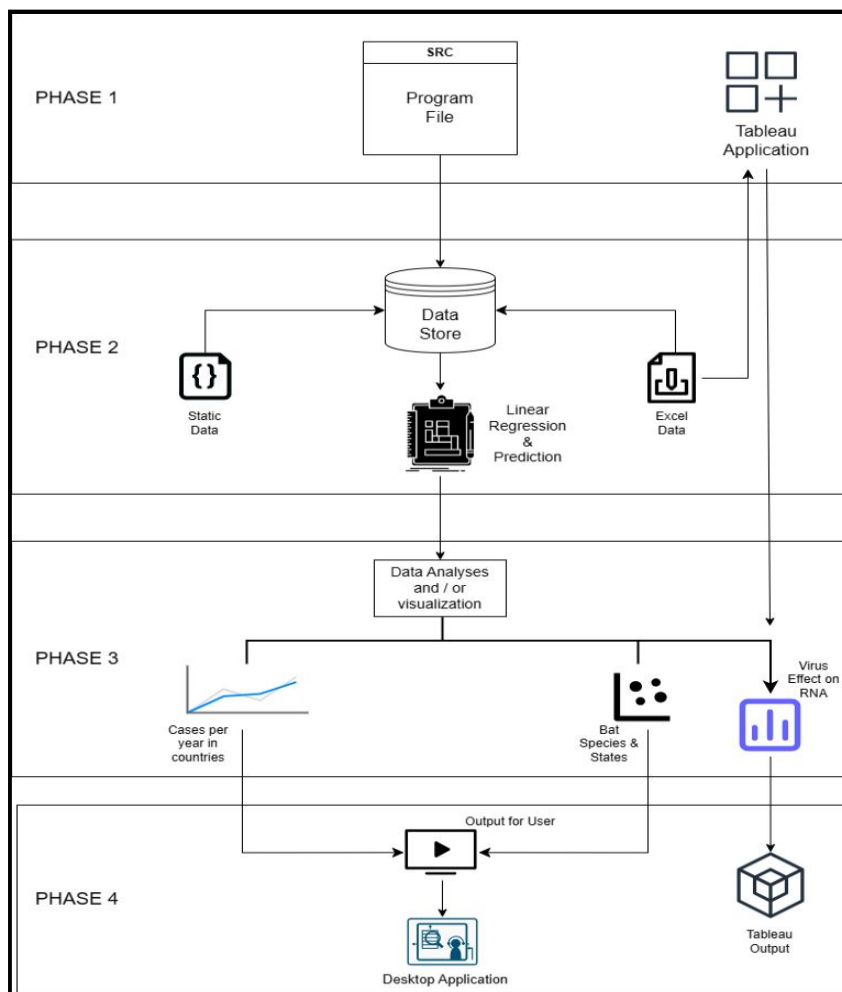 SRC
PHASE 1
Program
File
Tableau
Application
PHASE 2
Data
Store
Static
Data
Linear
Regression
&
Prediction
Excel
Data
Data Analyses
and / or
visualization
PHASE 3
Cases per
year in
countries
Bat
Species &
States
Virus
Effect on
RNA
PHASE 4
Output for User
Desktop Application
Tableau
Output